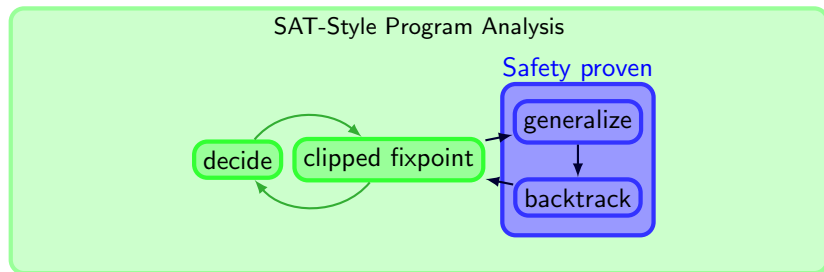 SAT-Style Program Analysis
Safety proven
generalize
decide
clipped fixpoint
backtrack